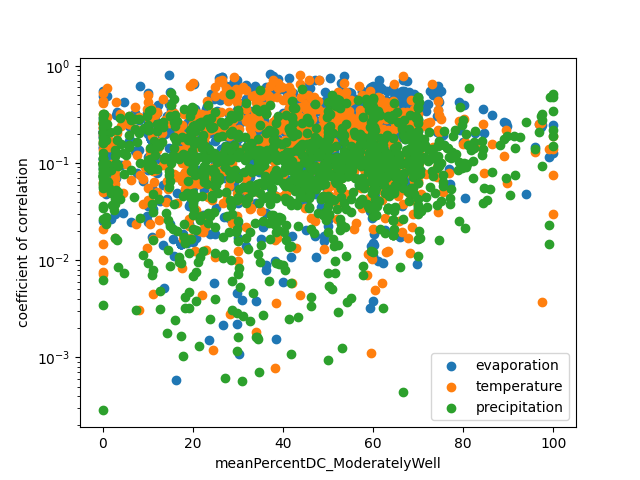 10⁰
10⁻¹
10⁻²
10⁻³
coefficient of correlation
evaporation
temperature
precipitation
0 20 40 60 80 100
meanPercentDC_ModeratelyWell